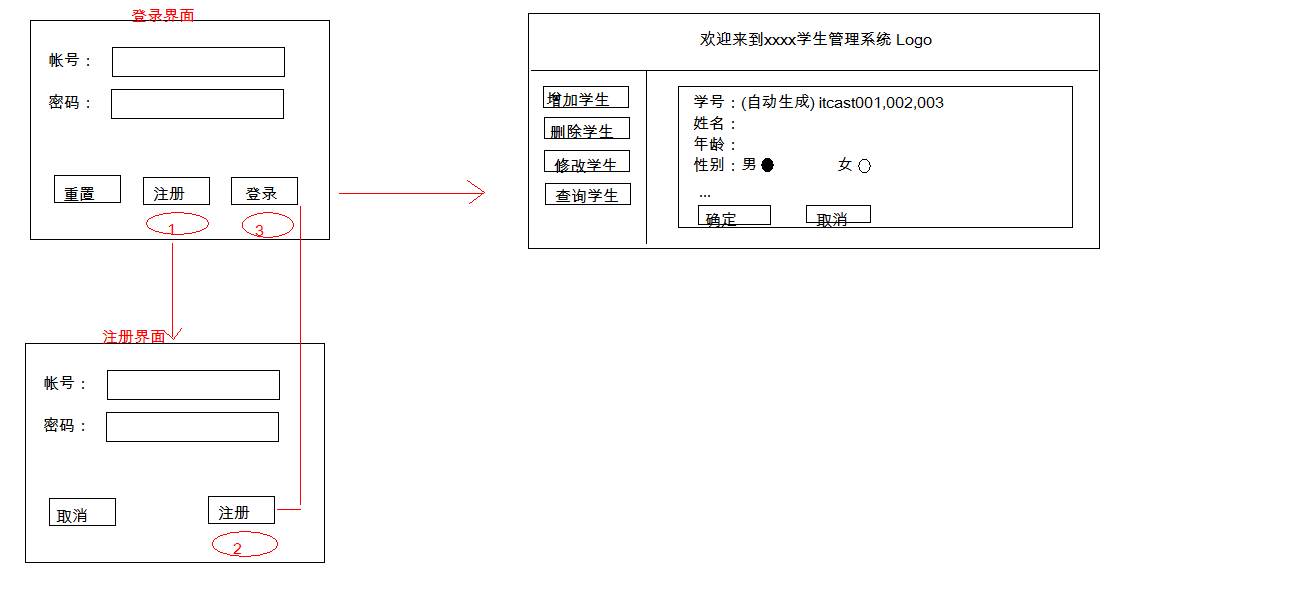 登录界面
帐号：
密码：
重置
注册
登录
1
3
注册界面
帐号：
密码：
取消
注册
2
欢迎来到xxxx学生管理系统 Logo
增加学生
删除学生
修改学生
查询学生
学号：(自动生成) itcast001,002,003
姓名：
年龄：
性别：男 女
...
确定
取消